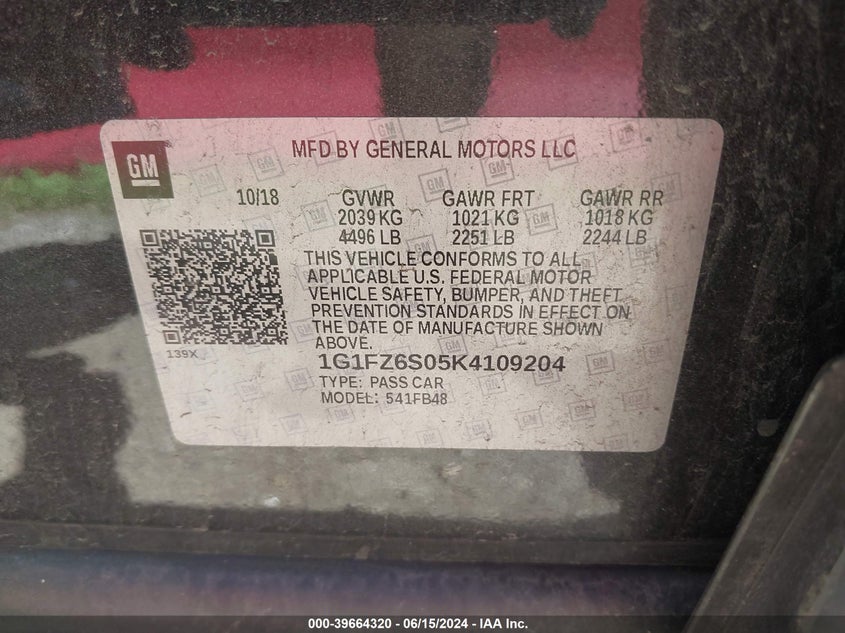 MFD BY GENERAL MOTORS LLC
GM
10/18 GVWR GAWR FRT GAWR RR
2039 KG 1021 KG 1018 KG
4496 LB 2251 LB 2244 LB
THIS VEHICLE CONFORMS TO ALL
APPLICABLE U.S. FEDERAL MOTOR
VEHICLE SAFETY, BUMPER, AND THEFT
PREVENTION STANDARDS IN EFFECT ON
THE DATE OF MANUFACTURE SHOWN
ABOVE.
139X
1G1FZ6S05K4109204
TYPE: PASS CAR
MODEL: 541FB48
000-39664320 - 06/15/2024 - IAA Inc.